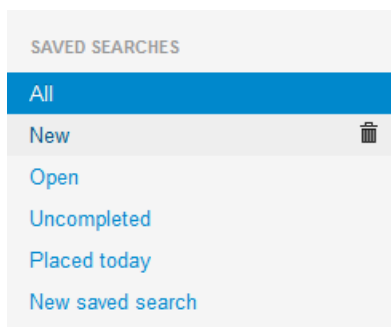 SAVED SEARCHES
All
New
Open
Uncompleted
Placed today
New saved search